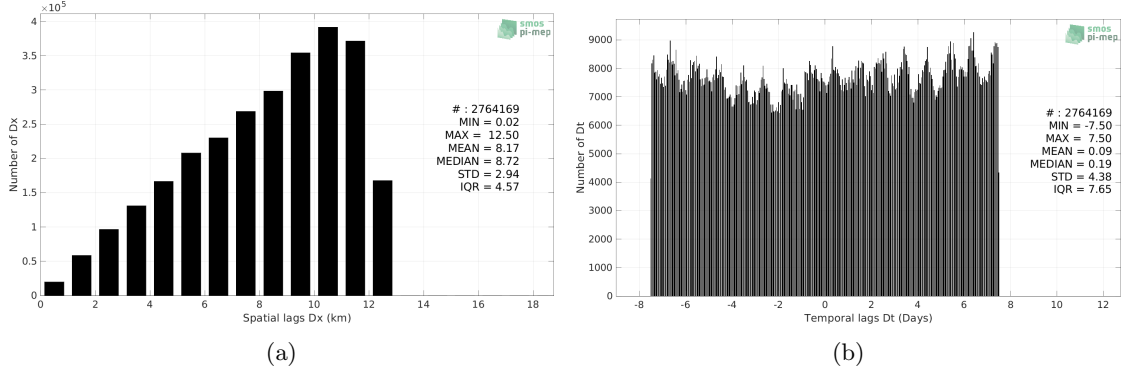 ×10⁵
4
3.5
3
2.5
2
1.5
1
0.5
0
Number of Dx
0 2 4 6 8 10 12 14 16 18
Spatial lags Dx (km)
smos
pi-mep
# : 2764169
MIN = 0.02
MAX = 12.50
MEAN = 8.17
MEDIAN = 8.72
STD = 2.94
IQR = 4.57
(a)
9000
8000
7000
6000
5000
4000
3000
2000
1000
0
Number of Dt
-8 -6 -4 -2 0 2 4 6 8 10 12
Temporal lags Dt (Days)
smos
pi-mep
# : 2764169
MIN = -7.50
MAX = 7.50
MEAN = 0.09
MEDIAN = 0.19
STD = 4.38
IQR = 7.65
(b)